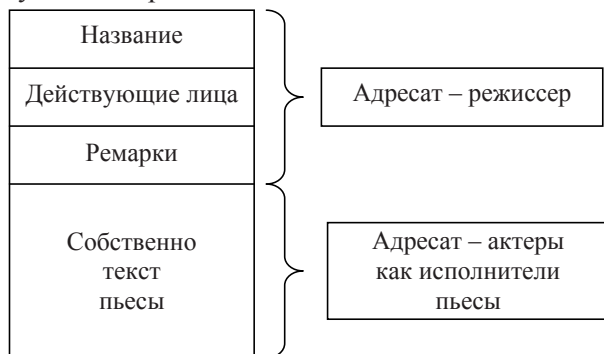 Название
Действующие лица
Ремарки
Адресат – режиссер
Собственно
текст
пьесы
Адресат – актеры
как исполнители
пьесы